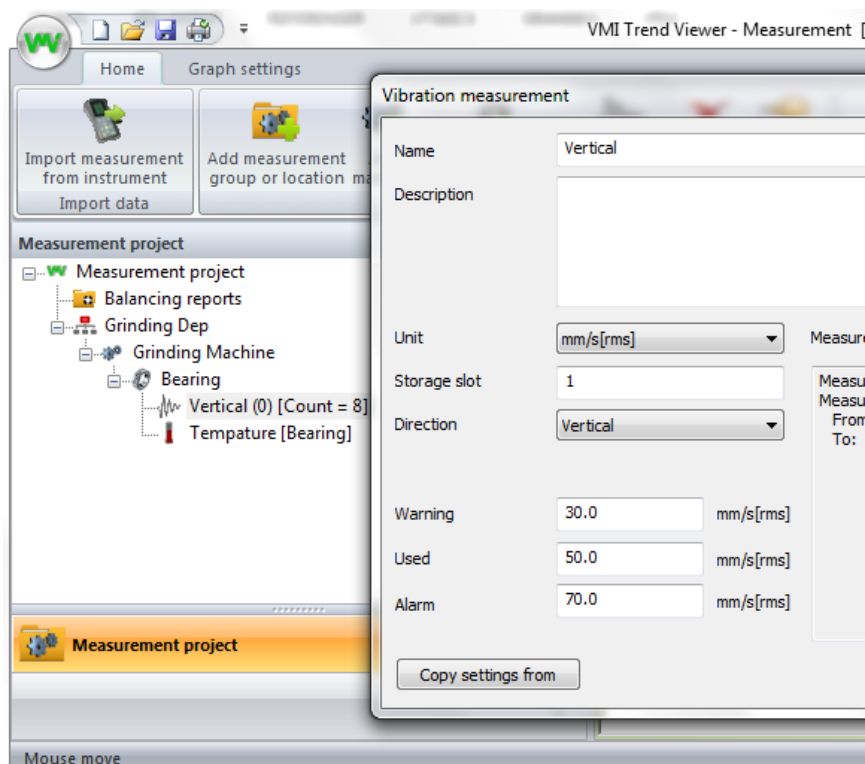 VMI Trend Viewer - Measurement [
Home Graph settings
Import measurement
from instrument
Import data
Add measurement
group or location
Measurement project
Measurement project
Balancing reports
Grinding Dep
Grinding Machine
Bearing
Vertical (0) [Count = 8]
Tempature [Bearing]
Measurement project
Mouse move
Vibration measurement
Name Vertical
Description
Unit mm/s[rms]
Storage slot 1
Direction Vertical
Warning 30.0 mm/s[rms]
Used 50.0 mm/s[rms]
Alarm 70.0 mm/s[rms]
Copy settings from
To: